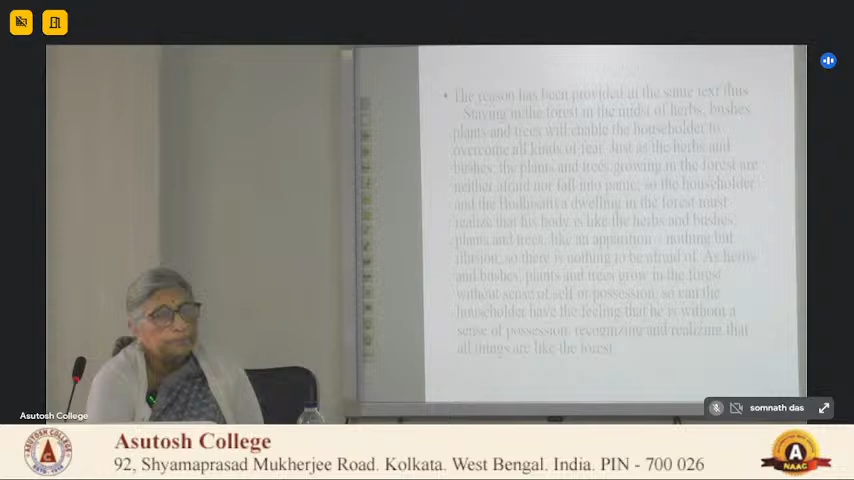 • The reason has been provided in the same text thus
Staying in the forest in the midst of herbs, bushes
plants and trees will enable the householder to
overcome all kinds of fear. Just as the herbs and
bushes, the plants and trees, growing in the forest are
neither afraid nor fall into panic, so the householder
and the Bodhisattva dwelling in the forest must
realize that his body is like the herbs and bushes,
plants and trees, like an apparition - nothing but
illusion, so there is nothing to be afraid of. As herbs
and bushes, plants and trees grow in the forest
without sense of self or possession, so can the
householder have the feeling that he is without a
sense of possession, recognizing and realizing that
all things are like the forest
Asutosh College
somnath das
ASUTOSH COLLEGE
Asutosh College
92, Shyamaprasad Mukherjee Road. Kolkata. West Bengal. India. PIN - 700 026
A
NAAC